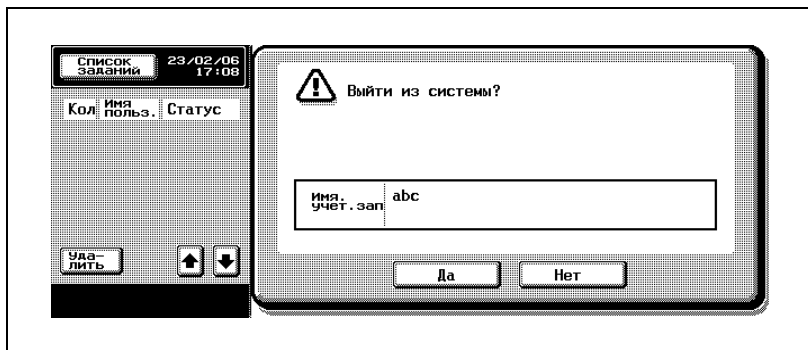 Список
заданий
23/02/06
17:08
Кол Имя польз. Статус
Уда-
лить
Выйти из системы?
Имя.
учет.зап
abc
Да
Нет